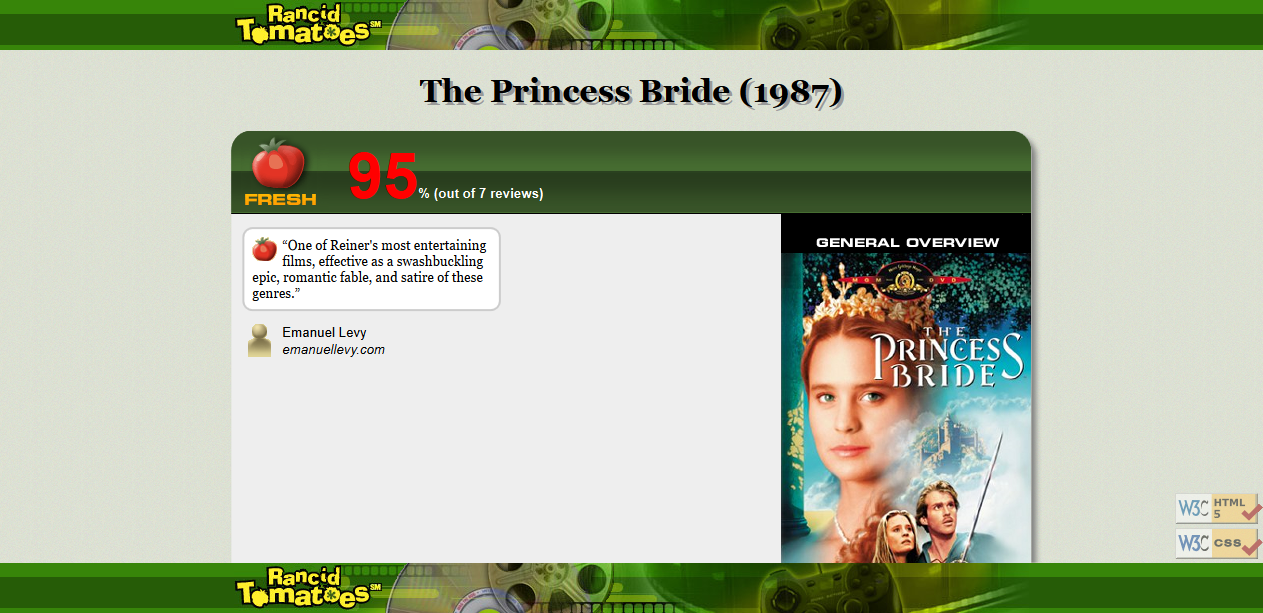 Rancid
Tomatoes SM
The Princess Bride (1987)
FRESH
95% (out of 7 reviews)
“One of Reiner's most entertaining
films, effective as a swashbuckling
epic, romantic fable, and satire of these
genres.”
Emanuel Levy
emanuellevy.com
GENERAL OVERVIEW
MGM DVD
THE
PRINCESS
BRIDE
W3C HTML
5
W3C CSS
Rancid
Tomatoes SM